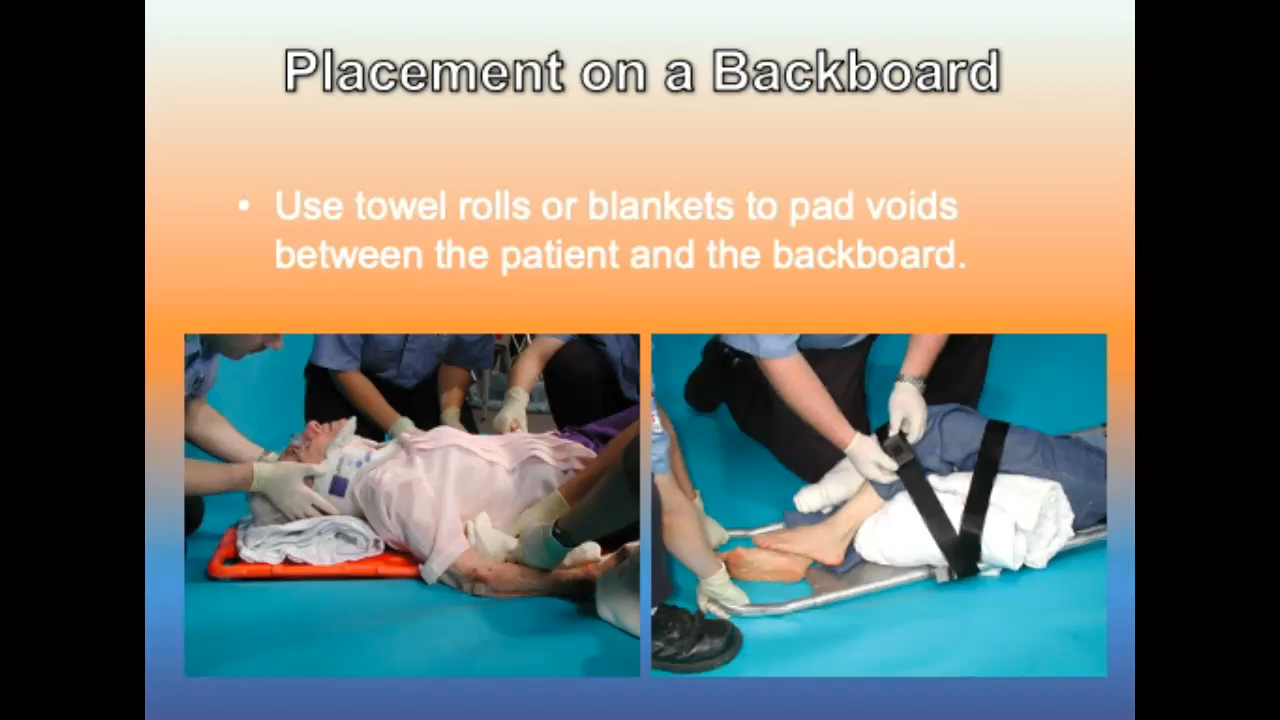 Placement on a Backboard
• Use towel rolls or blankets to pad voids
between the patient and the backboard.